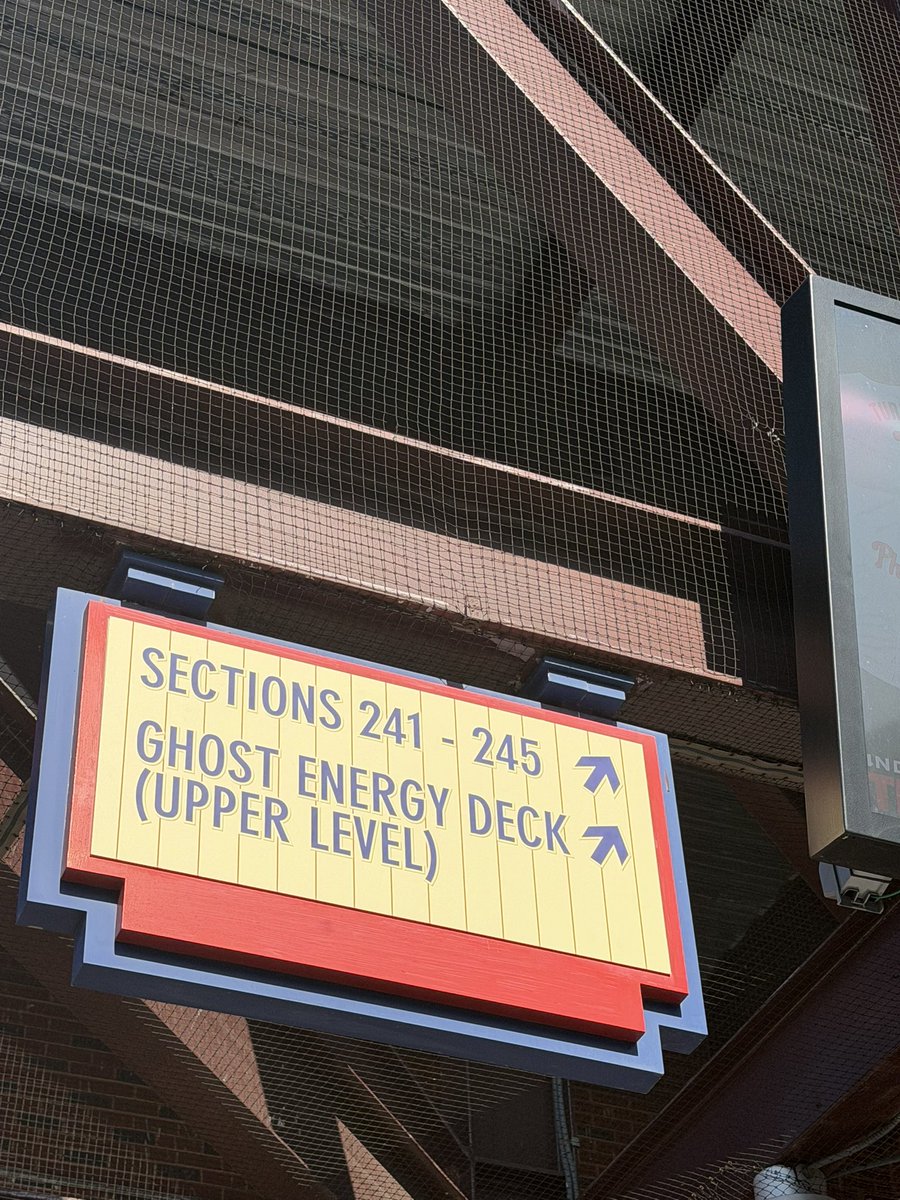 SECTIONS 241 - 245
GHOST ENERGY DECK
(UPPER LEVEL)